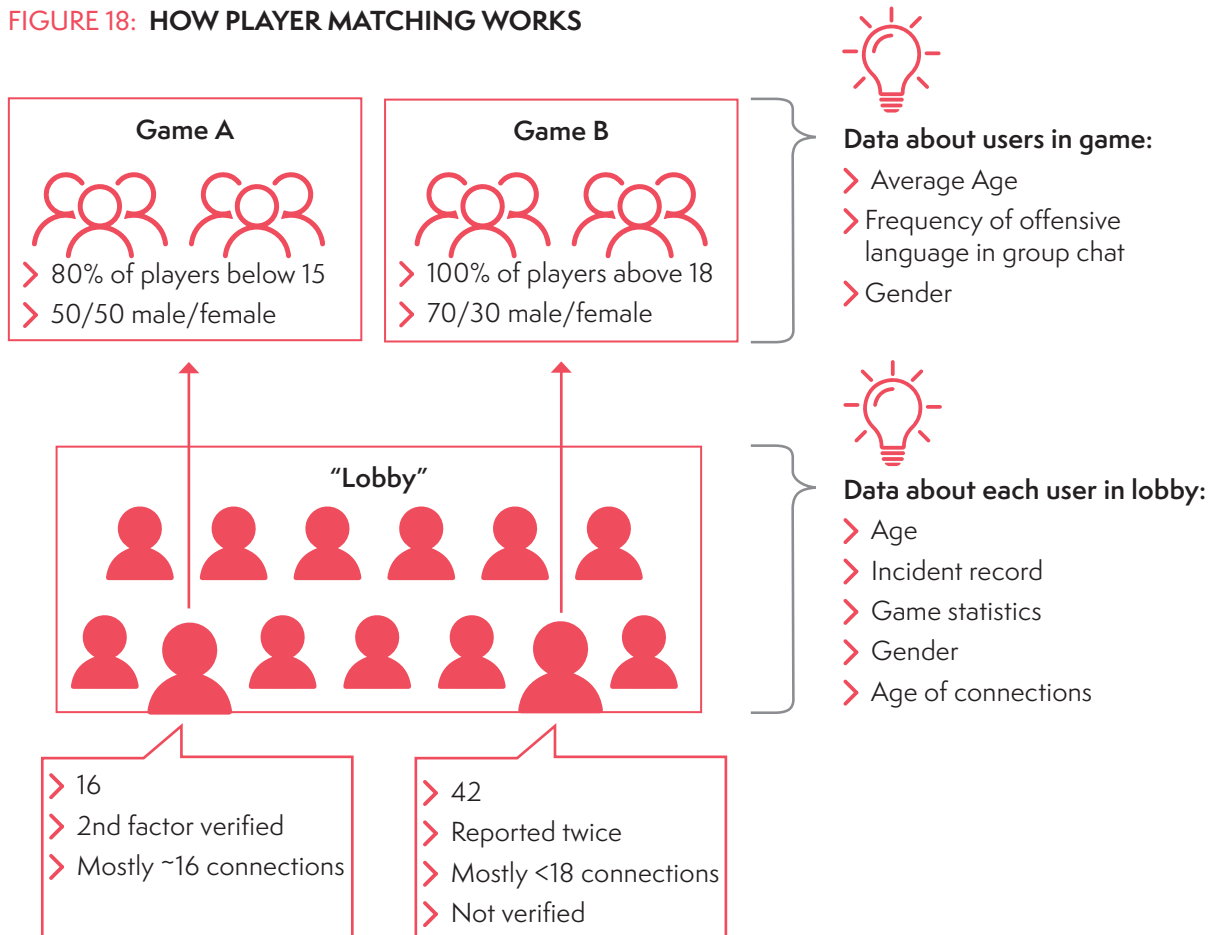 FIGURE 18: HOW PLAYER MATCHING WORKS
Game A
> 80% of players below 15
> 50/50 male/female
Game B
> 100% of players above 18
> 70/30 male/female
Data about users in game:
> Average Age
> Frequency of offensive
language in group chat
> Gender
“Lobby”
Data about each user in lobby:
> Age
> Incident record
> Game statistics
> Gender
> Age of connections
> 16
> 2nd factor verified
> Mostly ~16 connections
> 42
> Reported twice
> Mostly <18 connections
> Not verified